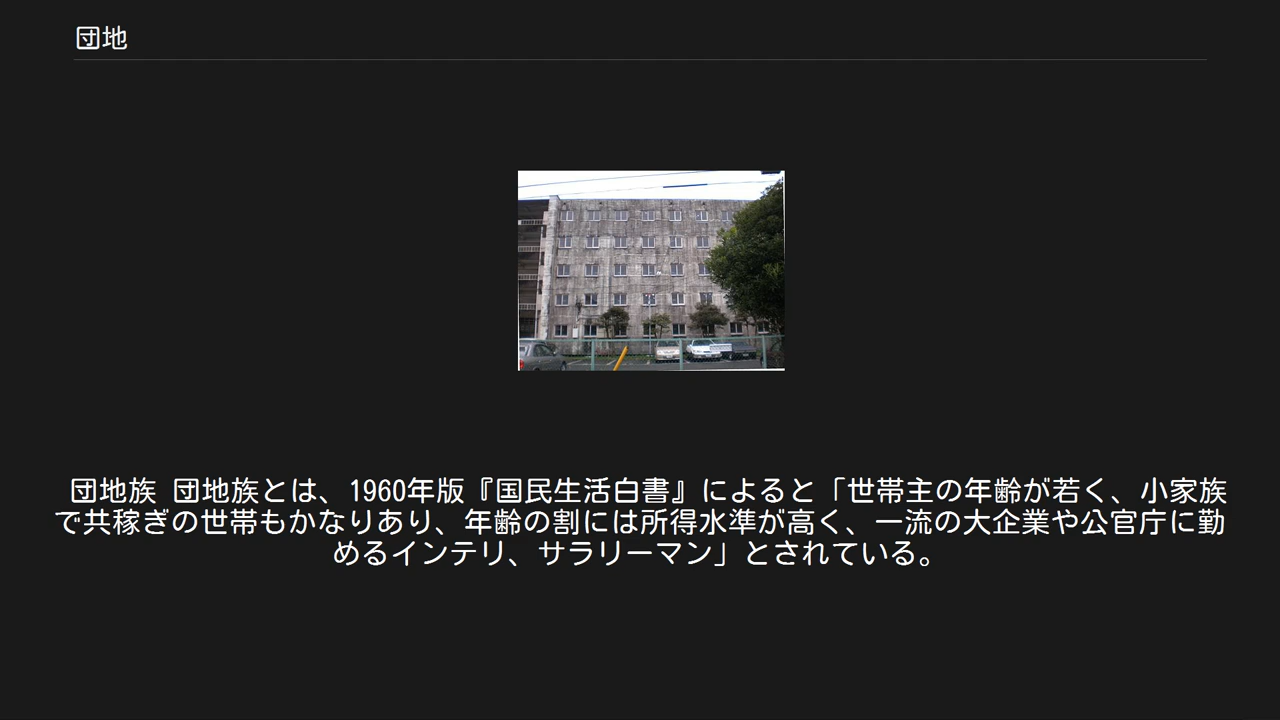 団地
団地族 団地族とは、1960年版『国民生活白書』によると「世帯主の年齢が若く、小家族
で共稼ぎの世帯もかなりあり、年齢の割には所得水準が高く、一流の大企業や公官庁に勤
めるインテリ、サラリーマン」とされている。